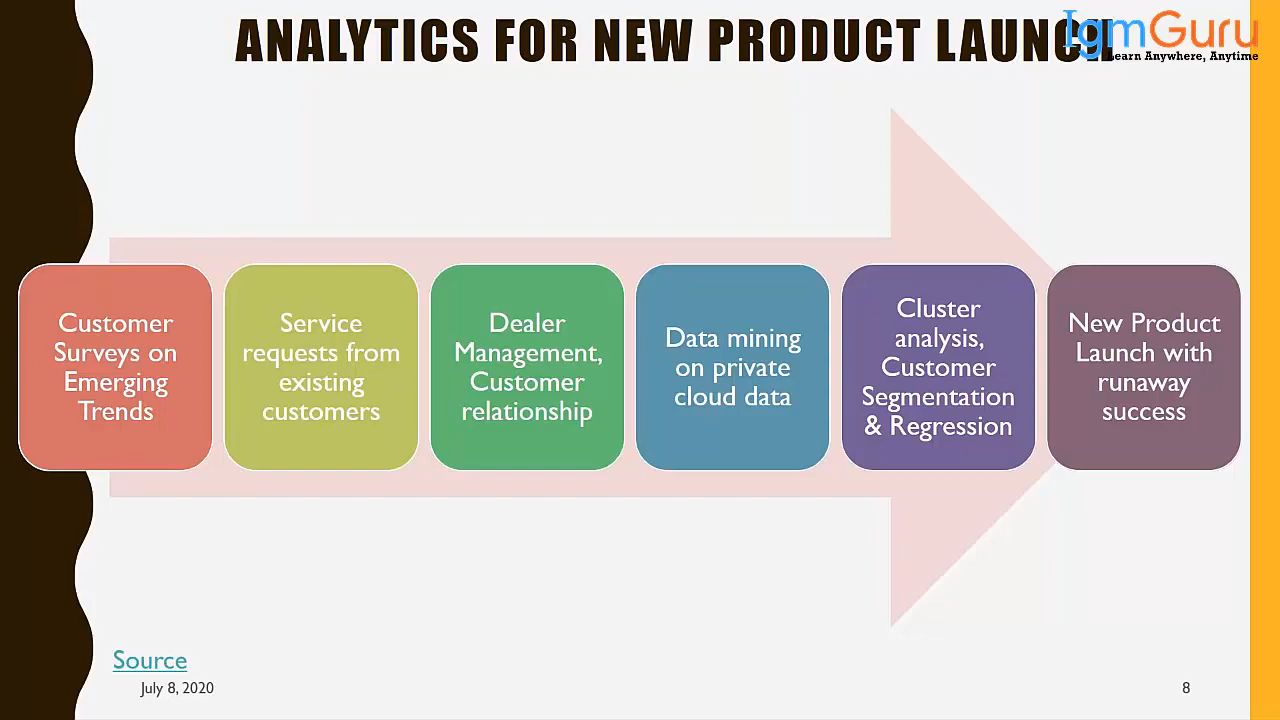 ANALYTICS FOR NEW PRODUCT LAUNCH
IgmGuru
Learn Anywhere, Anytime
Customer
Surveys on
Emerging
Trends
Service
requests from
existing
customers
Dealer
Management,
Customer
relationship
Data mining
on private
cloud data
Cluster
analysis,
Customer
Segmentation
& Regression
New Product
Launch with
runaway
success
Source
July 8, 2020
8